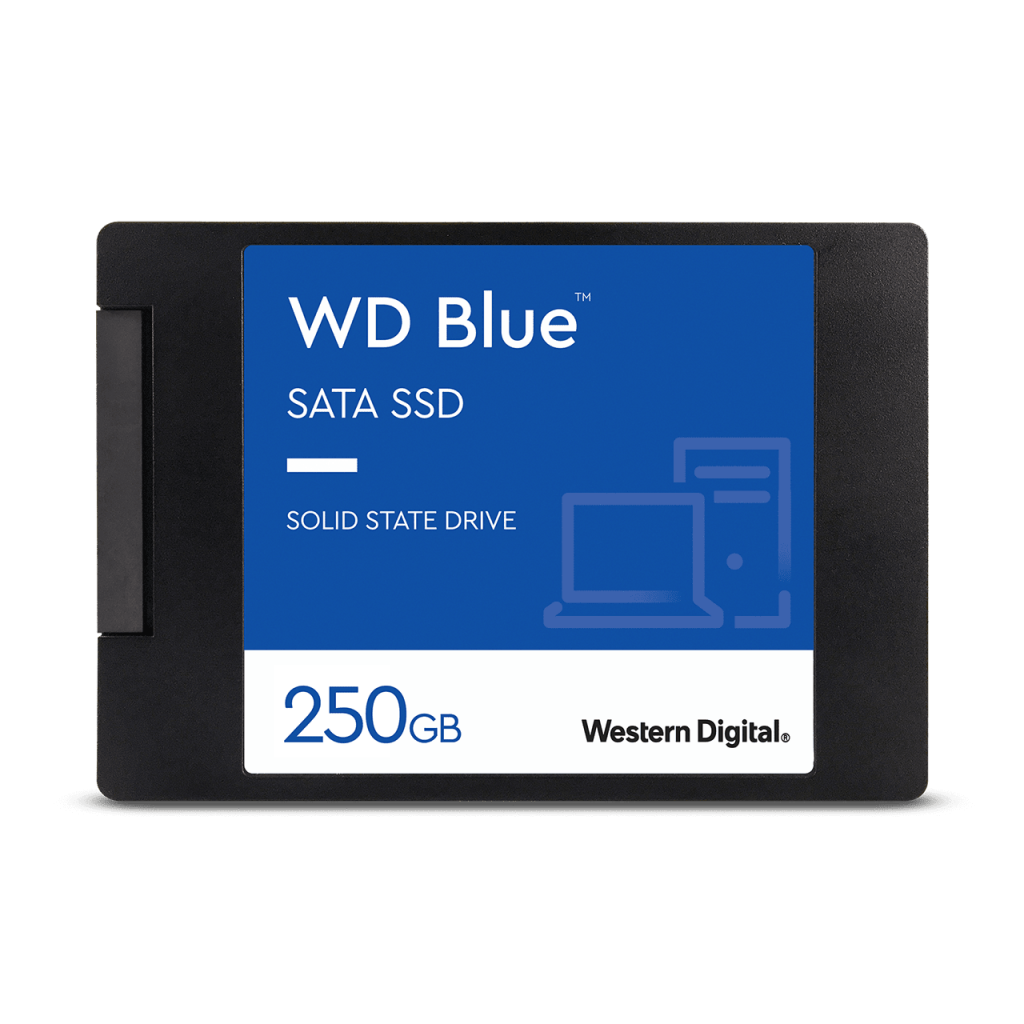 WD Blue™
SATA SSD
SOLID STATE DRIVE
250GB
Western Digital®